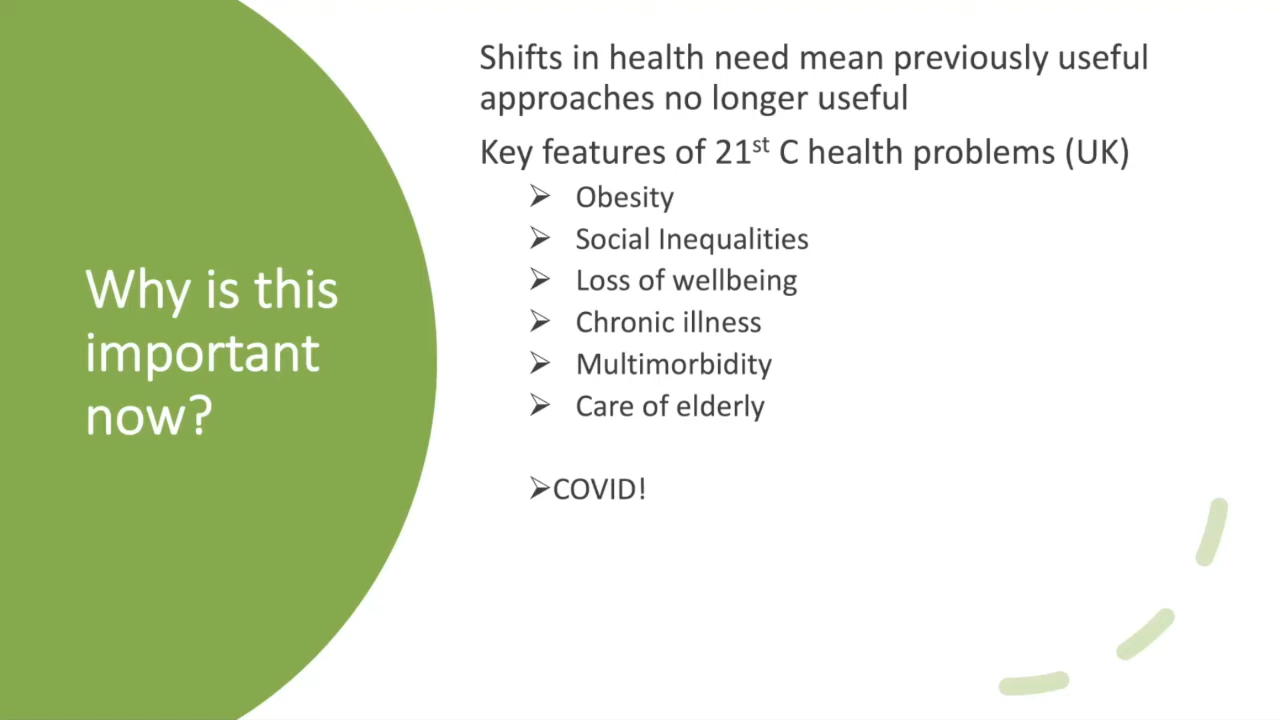 Why is this
important
now?
Shifts in health need mean previously useful
approaches no longer useful
Key features of 21st C health problems (UK)
➢ Obesity
➢ Social Inequalities
➢ Loss of wellbeing
➢ Chronic illness
➢ Multimorbidity
➢ Care of elderly
➢COVID!